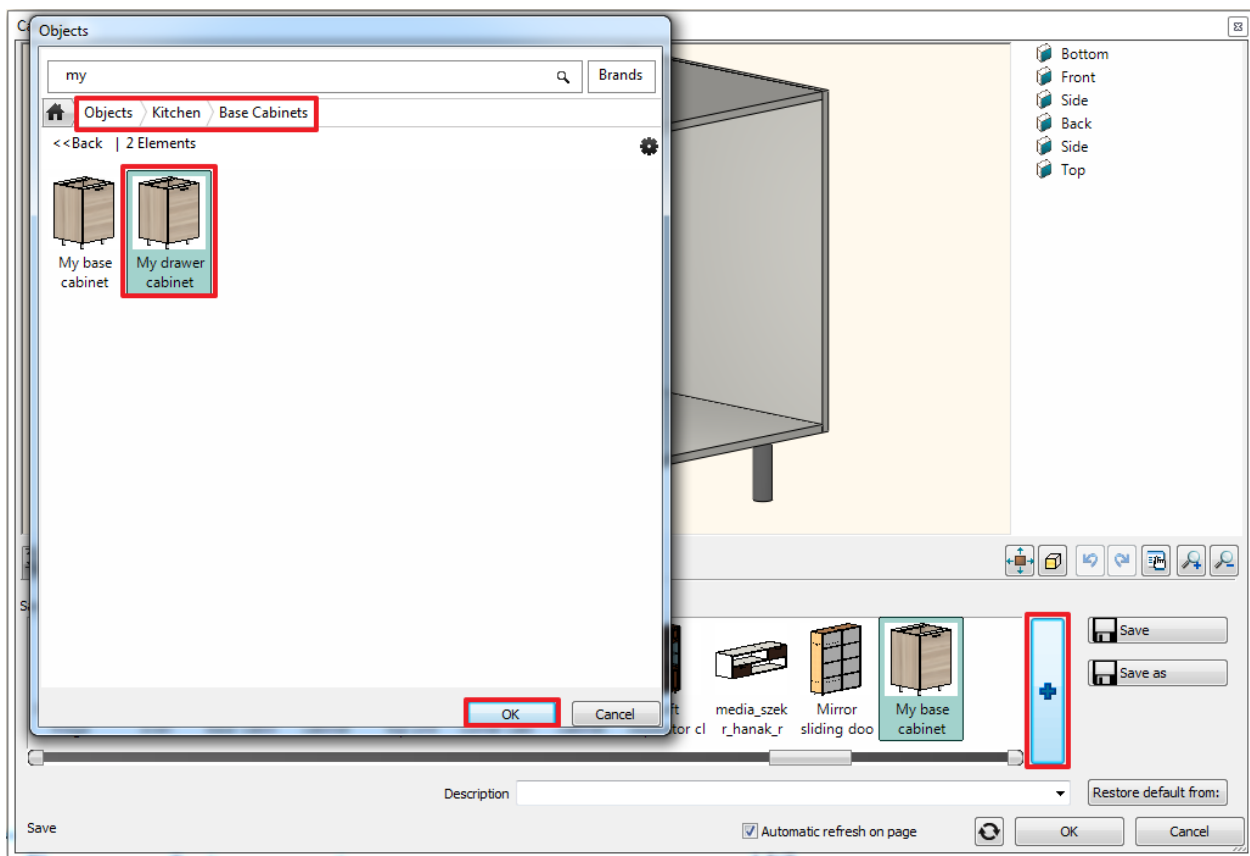 Objects
my
Brands
Objects Kitchen Base Cabinets
<<Back | 2 Elements
My base
cabinet
My drawer
cabinet
OK
Cancel
Bottom
Front
Side
Back
Side
Top
media_szek
r_hanak_r
Mirror
sliding doo
My base
cabinet
Save
Save as
Description
Restore default from:
Save
Automatic refresh on page
OK
Cancel